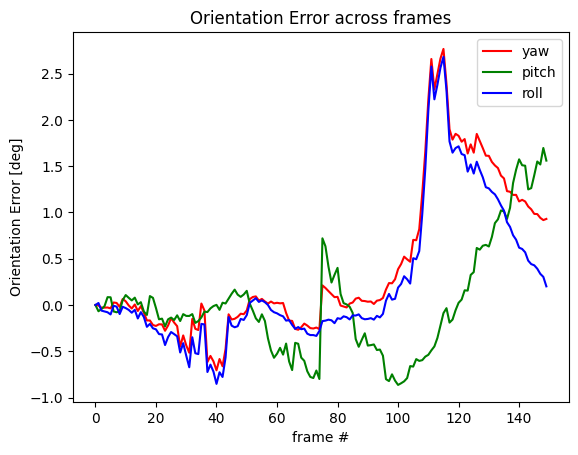 Orientation Error across frames
yaw
pitch
roll
Orientation Error [deg]
2.5
2.0
1.5
1.0
0.5
0.0
−0.5
−1.0
0 20 40 60 80 100 120 140
frame #